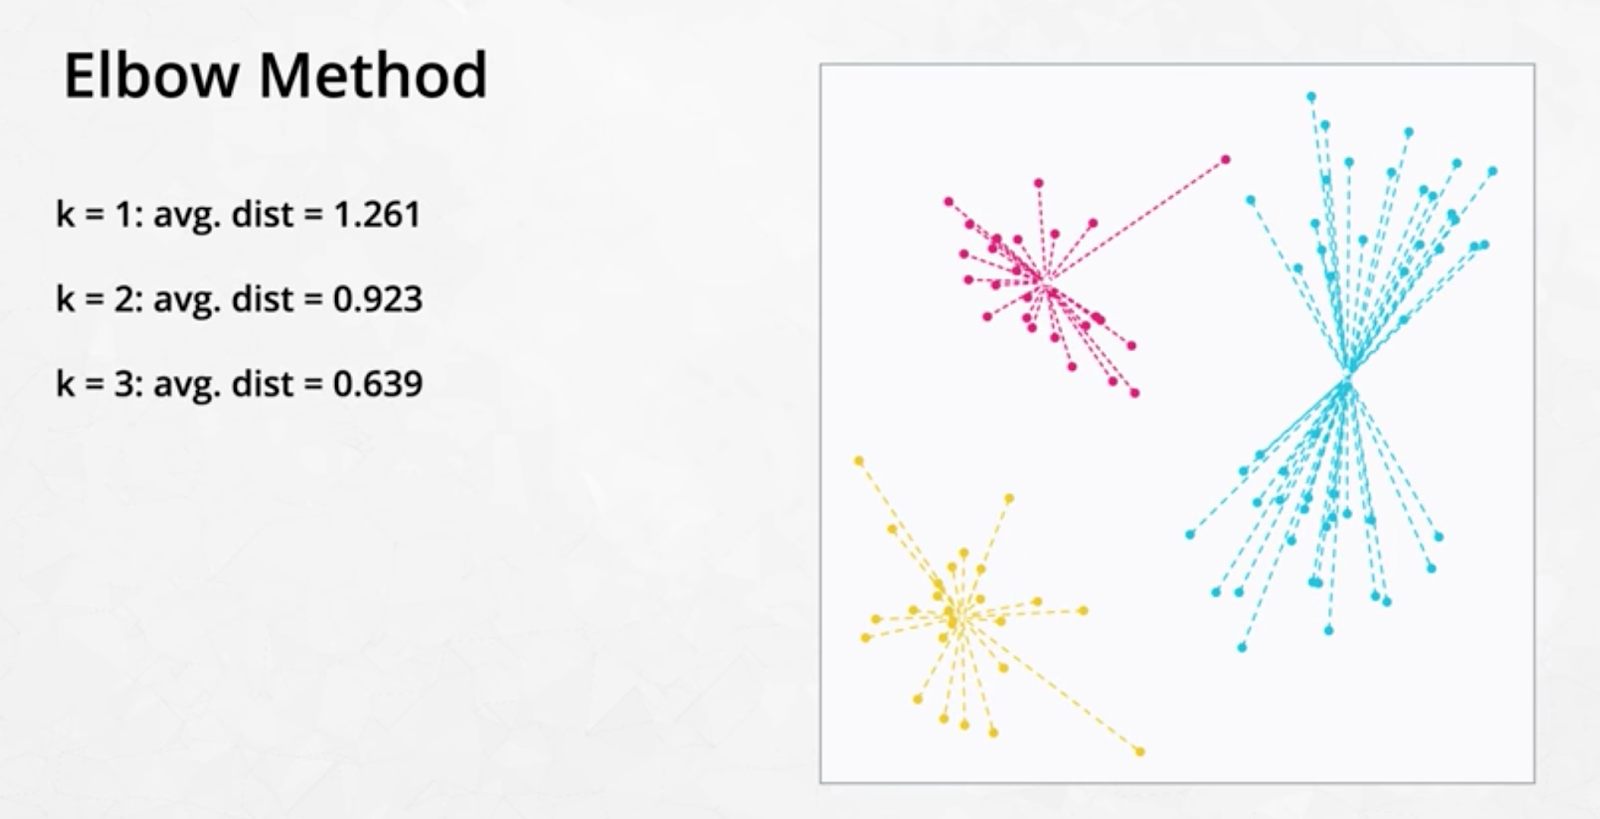 Elbow Method
k = 1: avg. dist = 1.261
k = 2: avg. dist = 0.923
k = 3: avg. dist = 0.639